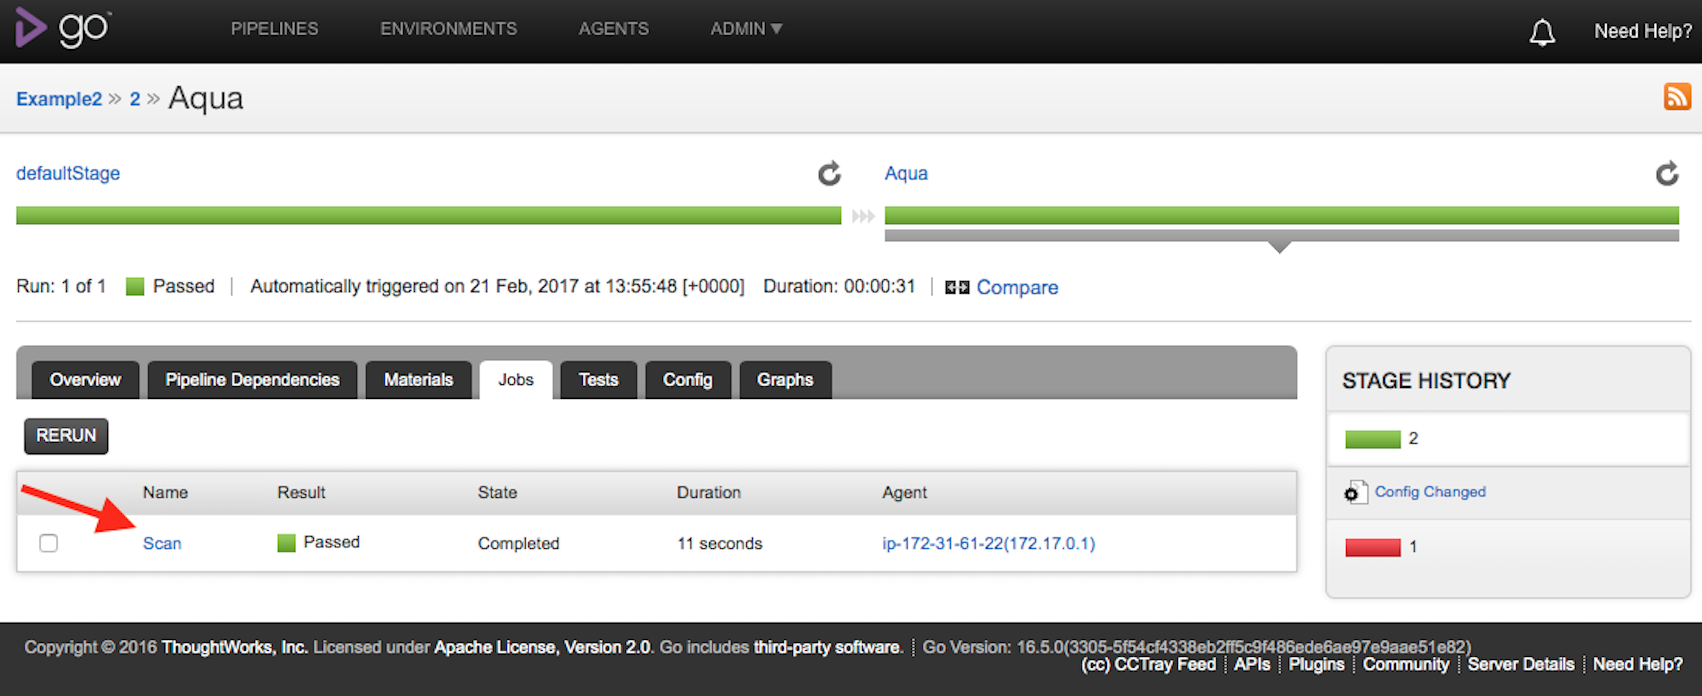 go™ PIPELINES ENVIRONMENTS AGENTS ADMIN▼ Need Help?
Example2 » 2 » Aqua
defaultStage Aqua
Run: 1 of 1 Passed | Automatically triggered on 21 Feb, 2017 at 13:55:48 [+0000] Duration: 00:00:31 | Compare
Overview Pipeline Dependencies Materials Jobs Tests Config Graphs
STAGE HISTORY
RERUN
2
Name Result State Duration Agent
Config Changed
Scan Passed Completed 11 seconds ip-172-31-61-22(172.17.0.1)
1
Copyright © 2016 ThoughtWorks, Inc. Licensed under Apache License, Version 2.0. Go includes third-party software. Go Version: 16.5.0(3305-5f54cf4338eb2ff5c9f486ede6ae97e9aae51e82)
(cc) CCTray Feed APIs Plugins Community Server Details Need Help?